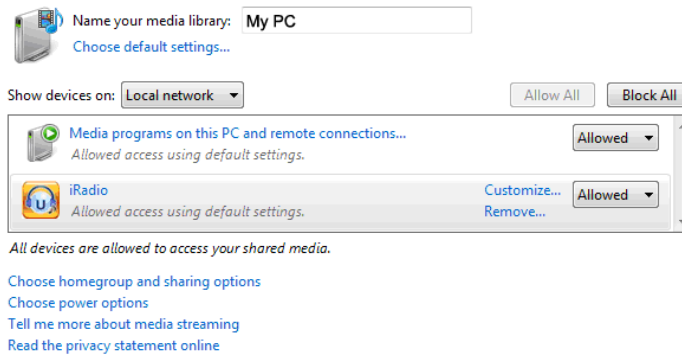 Name your media library: My PC
Choose default settings...
Show devices on: Local network Allow All Block All
Media programs on this PC and remote connections... Allowed
Allowed access using default settings.
iRadio Customize... Allowed
Allowed access using default settings. Remove...
All devices are allowed to access your shared media.
Choose homegroup and sharing options
Choose power options
Tell me more about media streaming
Read the privacy statement online